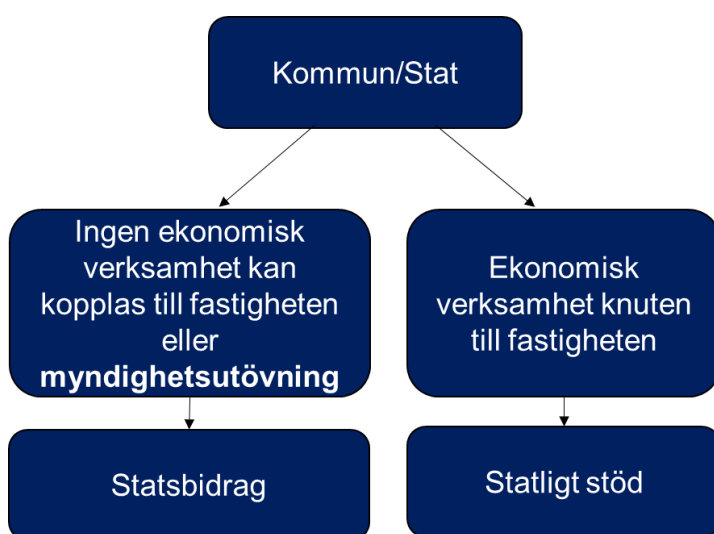 Kommun/Stat
Ingen ekonomisk
verksamhet kan
kopplas till fastigheten
eller
myndighetsutövning
Ekonomisk
verksamhet knuten
till fastigheten
Statsbidrag
Statligt stöd